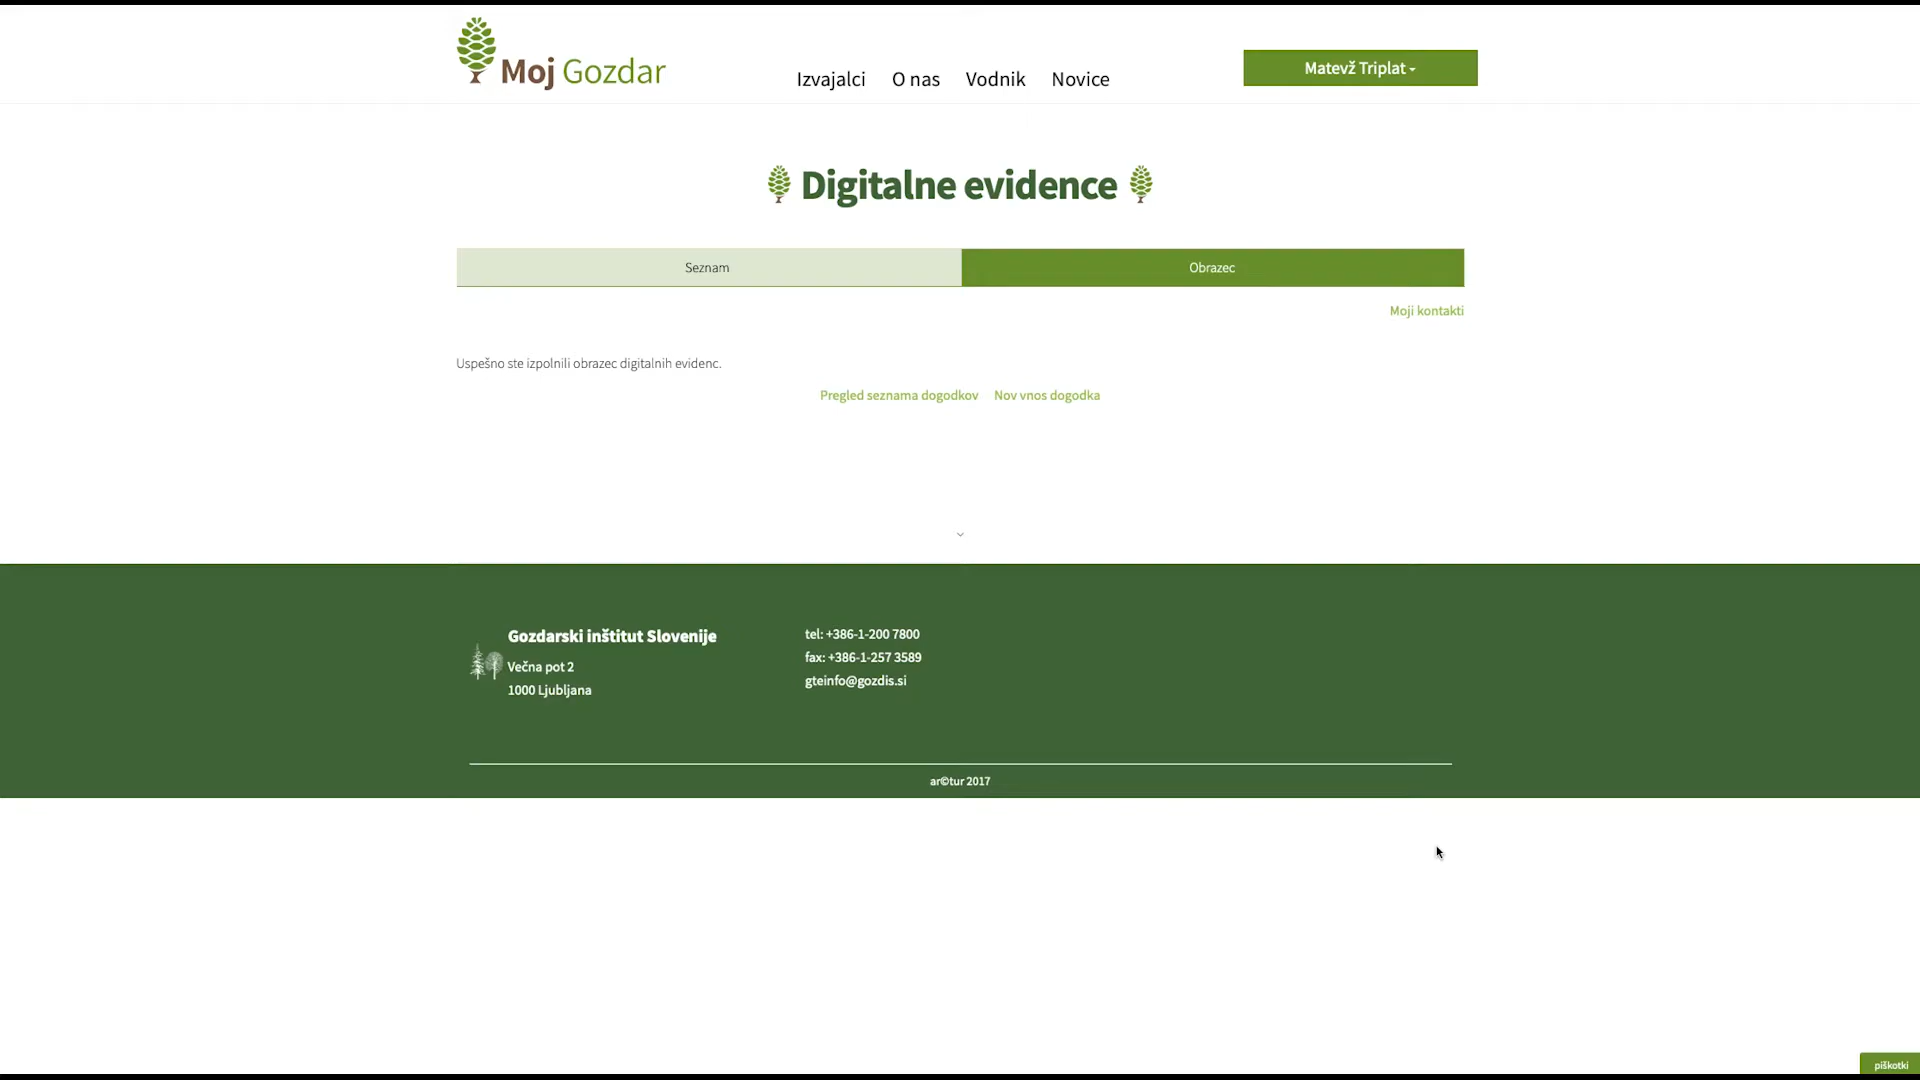 Moj Gozdar
Izvajalci O nas Vodnik Novice
Matevž Triplat
Digitalne evidence
Seznam
Obrazec
Moji kontakti
Uspešno ste izpolnili obrazec digitalnih evidenc.
Pregled seznama dogodkov Nov vnos dogodka
Gozdarski inštitut Slovenije
Večna pot 2
1000 Ljubljana
tel: +386-1-200 7800
fax: +386-1-257 3589
gteinfo@gozdis.si
ar©tur 2017
piškotki